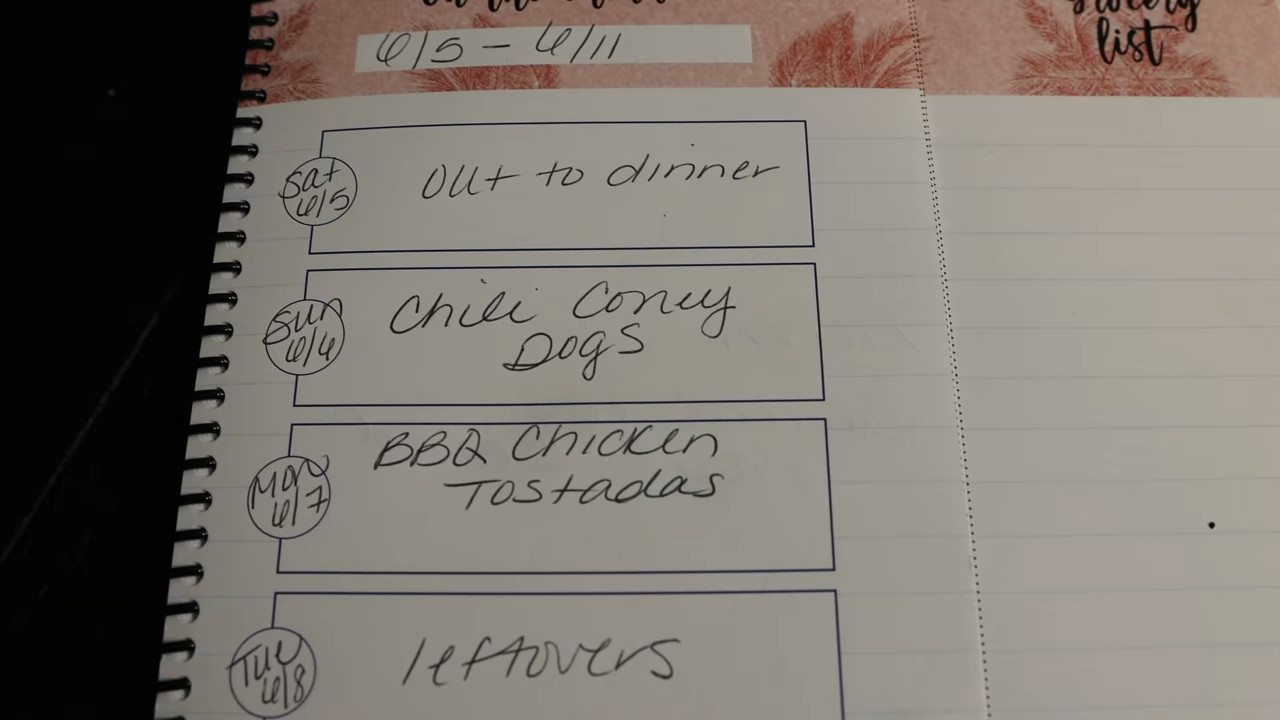 6/5 - 6/11
grocery
list
Sat
6/5
Out to dinner
Sun
6/6
Chili Coney
Dogs
Mon
6/7
BBQ Chicken
Tostadas
Tue
6/8
leftovers